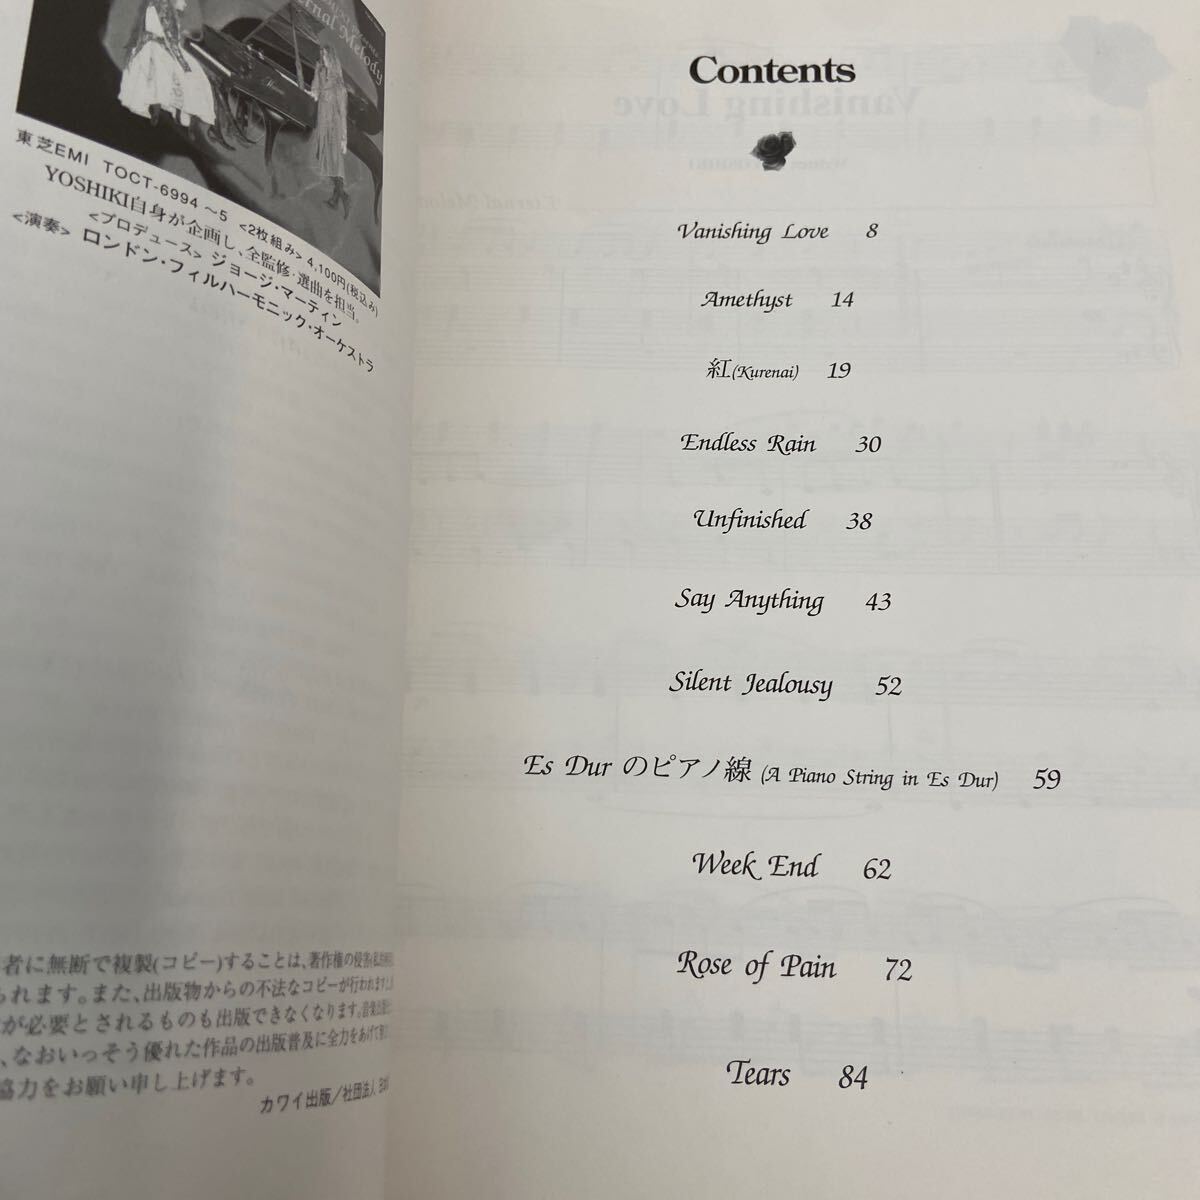 ernal Melody
東芝EMI TOCT-6994〜5 <2枚組み> 4,100円(税込み)
YOSHIKI自身が企画し、全監修・選曲を担当。
<プロデュース> ジョージ・マーティン
<演奏> ロンドン・フィルハーモニック・オーケストラ
者に無断で複製(コピー)することは、著作権の侵害
られます。また、出版物からの不法なコピーが行われますと
が必要とされるものも出版できなくなります。
、なおいっそう優れた作品の出版普及に全力をあげて
協力をお願い申し上げます。
カワイ出版/社団法人
Contents
Vanishing Love 8
Amethyst 14
紅(Kurenai) 19
Endless Rain 30
Unfinished 38
Say Anything 43
Silent Jealousy 52
Es Dur のピアノ線 (A Piano String in Es Dur) 59
Week End 62
Rose of Pain 72
Tears 84
Vanishing Love